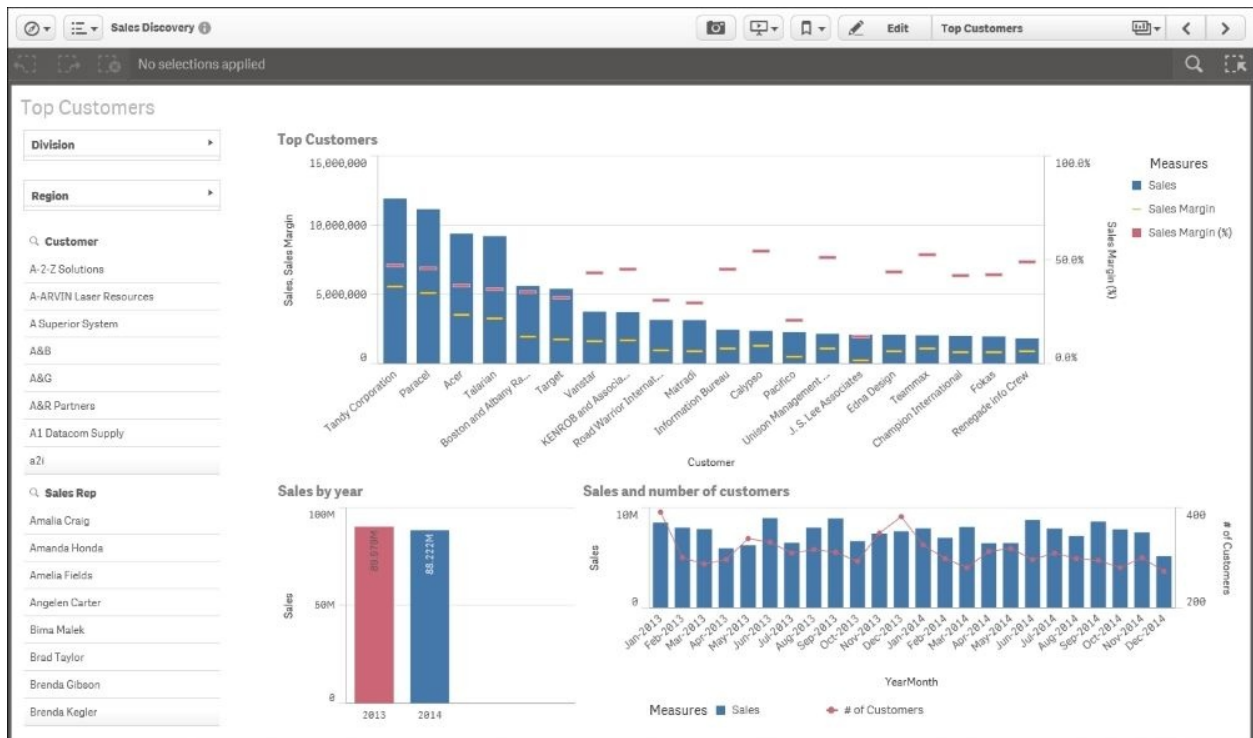 Sales Discovery
Edit
Top Customers
No selections applied
Top Customers
Division
Region
Customer
A-2-Z Solutions
A-ARVIN Laser Resources
A Superior System
A&B
A&G
A&R Partners
A1 Datacom Supply
a2i
Sales Rep
Amalia Craig
Amanda Honda
Amelia Fields
Angelen Carter
Bima Malek
Brad Taylor
Brenda Gibson
Brenda Kegler
Top Customers
Sales, Sales Margin
15,000,000
10,000,000
5,000,000
0
100.0%
50.0%
0.0%
Sales Margin (%)
Tandy Corporation
Paracel
Acer
Talarian
Boston and Albany Ra...
Target
Vanstar
KENROB and Associa...
Road Warrior Internat...
Matradi
Information Bureau
Calypso
Pacifico
Unison Management ...
J. S. Lee Associates
Edna Design
Teammax
Champion International
Fokas
Renegade info Crew
Customer
Measures
Sales
Sales Margin
Sales Margin (%)
Sales by year
Sales
100M
50M
0
89.979M
88.222M
2013
2014
Sales and number of customers
Sales
10M
0
400
200
# of Customers
Jan-2013
Feb-2013
Mar-2013
Apr-2013
May-2013
Jun-2013
Jul-2013
Aug-2013
Sep-2013
Oct-2013
Nov-2013
Dec-2013
Jan-2014
Feb-2014
Mar-2014
Apr-2014
May-2014
Jun-2014
Jul-2014
Aug-2014
Sep-2014
Oct-2014
Nov-2014
Dec-2014
YearMonth
Measures
Sales
# of Customers